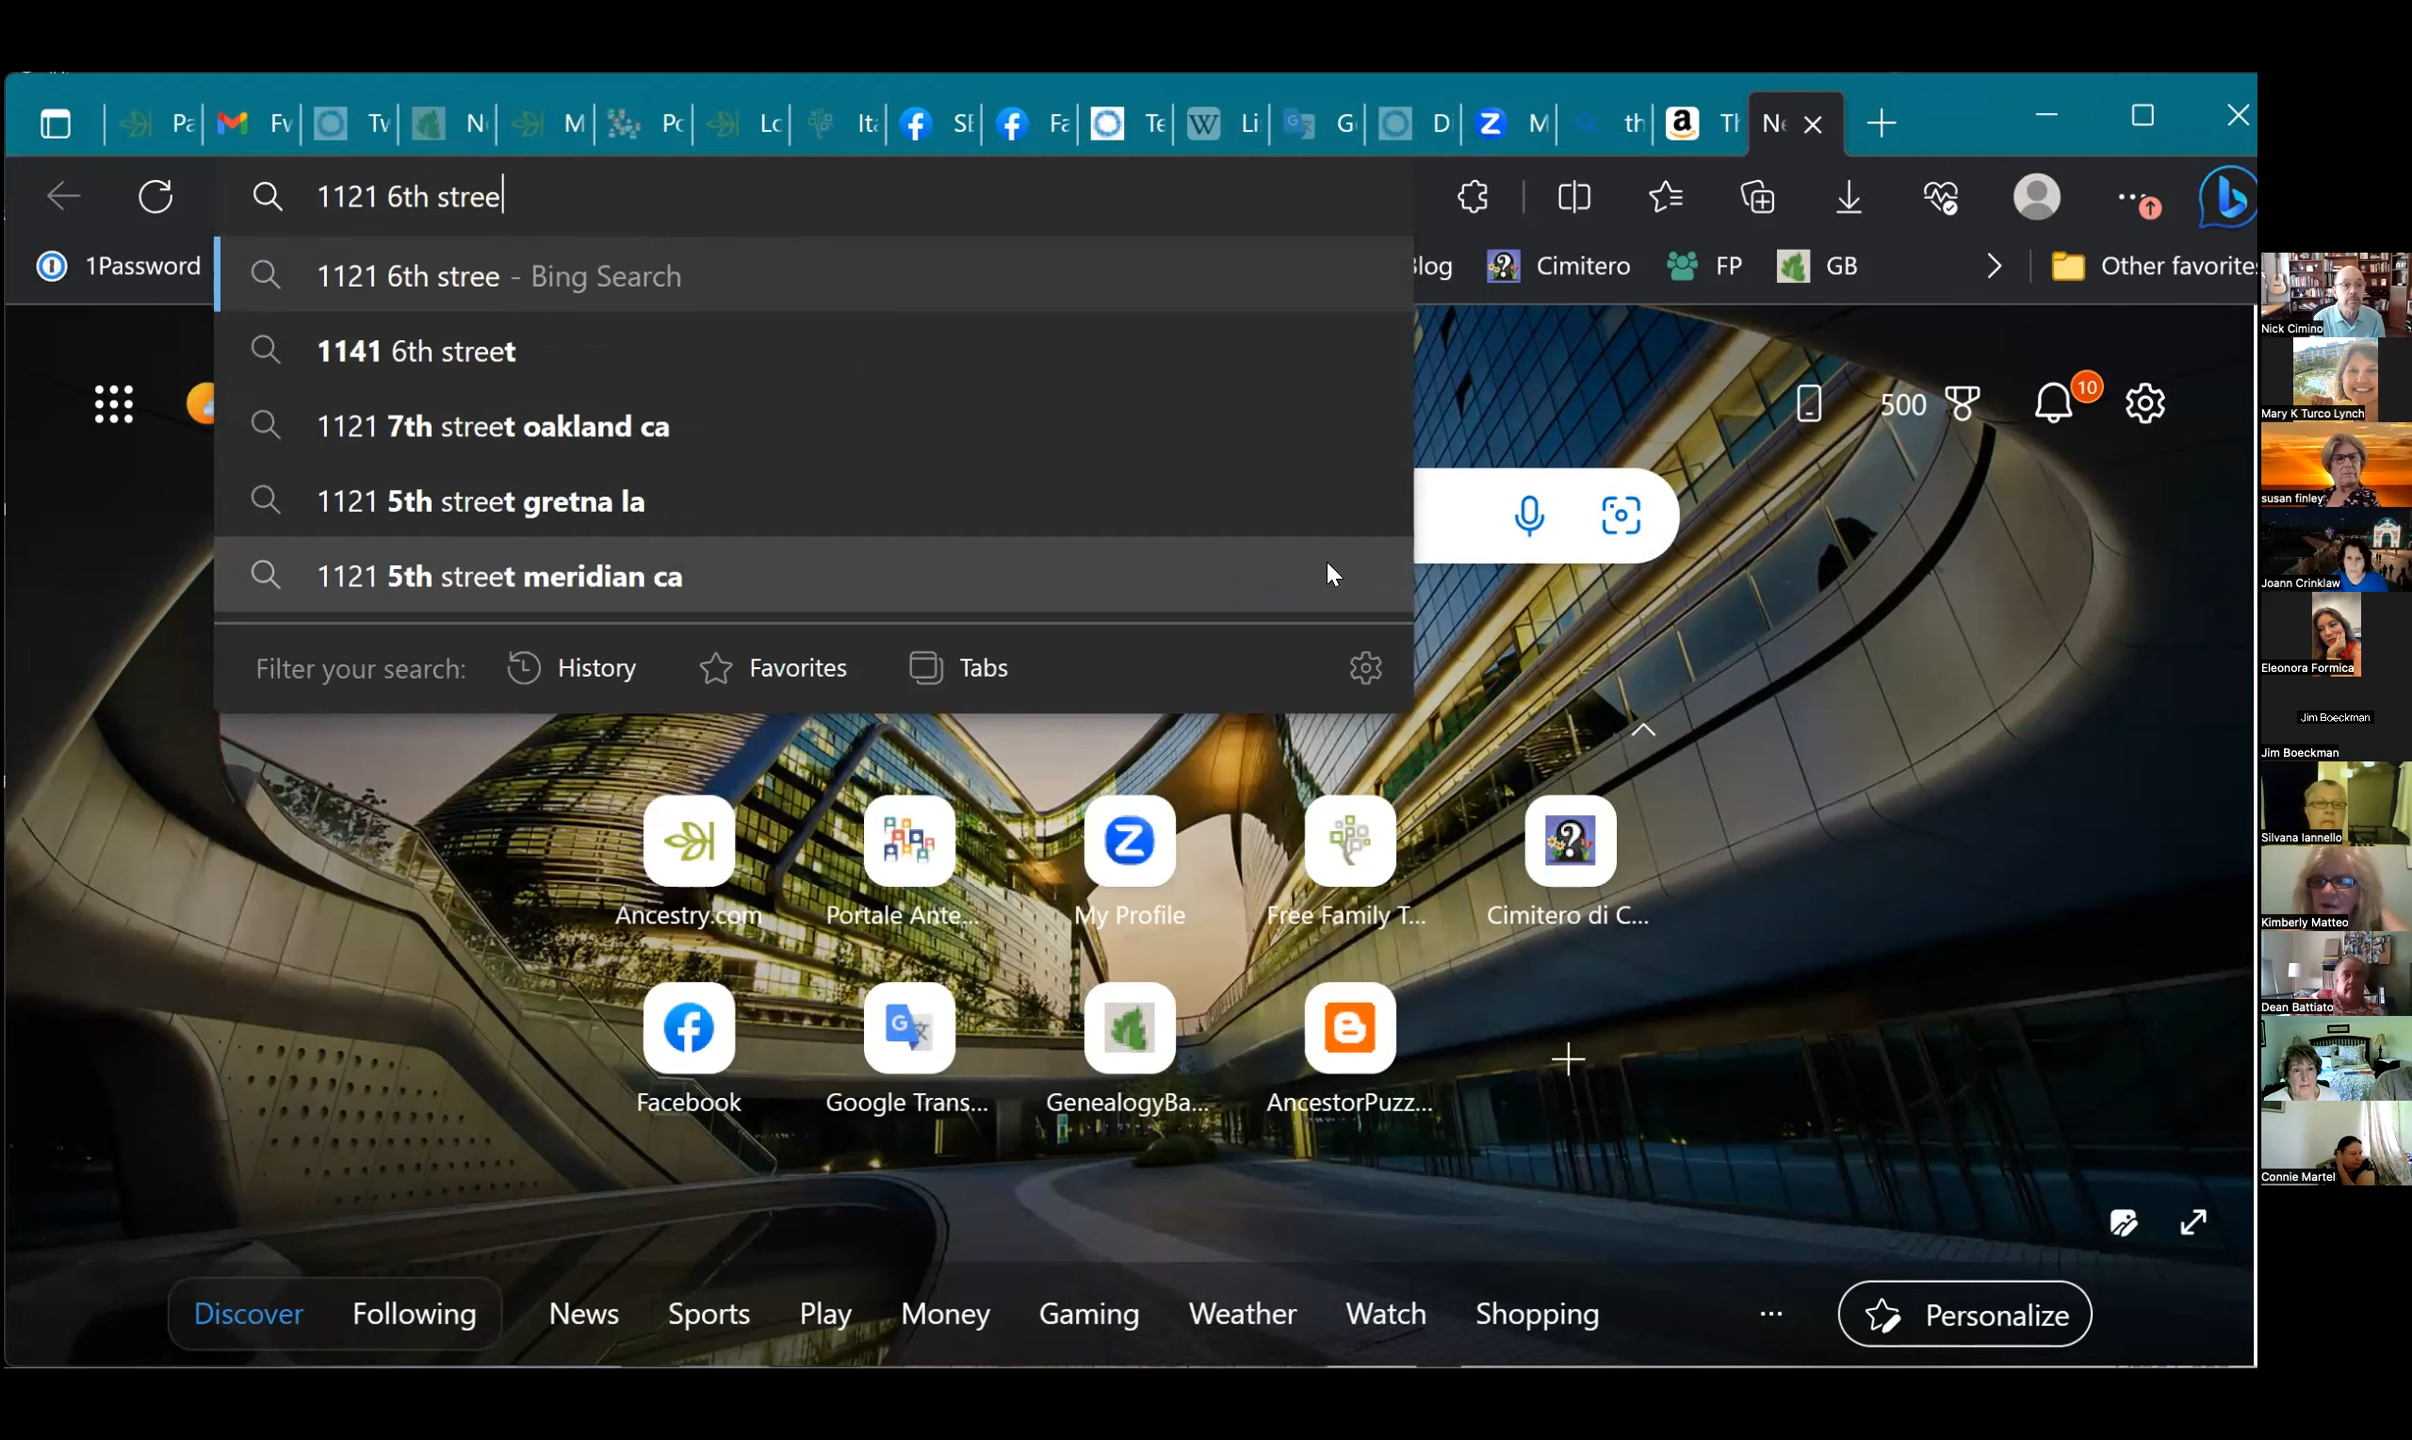 Pa Fw Tv N M Pc Lc Ita SE Fa Te Li G D M th Th Ne
1121 6th stree
1Password
Blog Cimitero FP GB Other favorites
1121 6th stree - Bing Search
1141 6th street
1121 7th street oakland ca
1121 5th street gretna la
1121 5th street meridian ca
Filter your search: History Favorites Tabs
500 10
Ancestry.com Portale Ante... My Profile Free Family T... Cimitero di C...
Facebook Google Trans... GenealogyBa... AncestorPuzz...
Discover Following News Sports Play Money Gaming Weather Watch Shopping ... Personalize
Nick Cimino
Mary K Turco Lynch
susan finley
Joann Crinklaw
Eleonora Formica
Jim Boeckman
Jim Boeckman
Silvana Iannello
Kimberly Matteo
Dean Battiato
Connie Martel